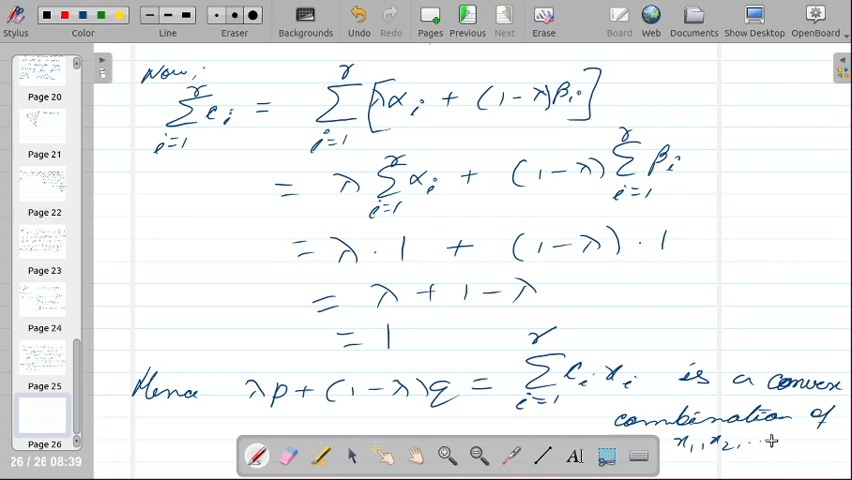 Stylus Color Line Eraser Backgrounds Undo Redo Pages Previous Next Erase Board Web Documents Show Desktop OpenBoard
Page 20
Page 21
Page 22
Page 23
Page 24
Page 25
Page 26
26 / 26 08:39
Now,
∑_{i=1}^{r} c_i = ∑_{i=1}^{r} [λα_i + (1-λ)β_i]
= λ ∑_{i=1}^{r} α_i + (1-λ) ∑_{i=1}^{r} β_i
= λ · 1 + (1-λ) · 1
= λ + 1 - λ
= 1
Hence λp + (1-λ)q = ∑_{i=1}^{r} c_i x_i is a convex
combination of
x_1, x_2, ...